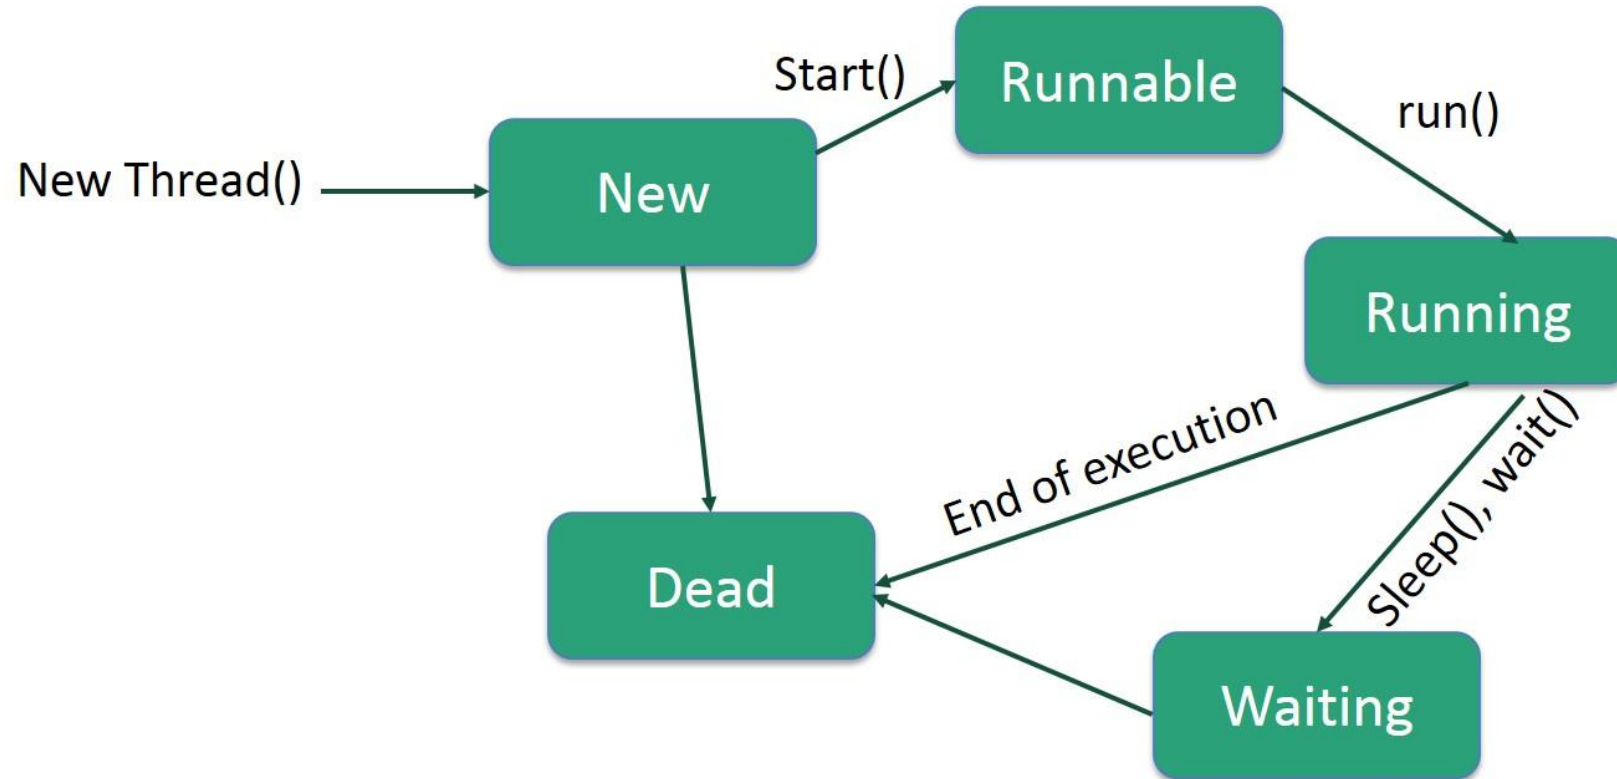 Start()
Runnable
run()
New Thread()
New
Running
End of execution
Sleep(), wait()
Dead
Waiting